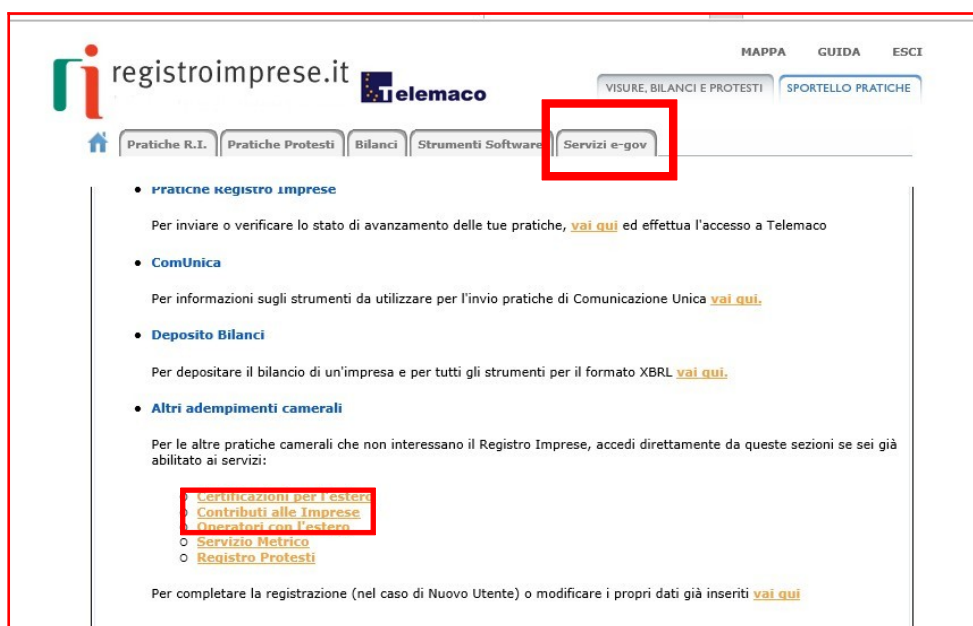 MAPPA GUIDA ESCI
registroimprese.it Telemaco
VISURE, BILANCI E PROTESTI SPORTELLO PRATICHE
Pratiche R.I. Pratiche Protesti Bilanci Strumenti Software Servizi e-gov
• Pratiche Registro Imprese
Per inviare o verificare lo stato di avanzamento delle tue pratiche, vai qui ed effettua l'accesso a Telemaco
• ComUnica
Per informazioni sugli strumenti da utilizzare per l'invio pratiche di Comunicazione Unica vai qui.
• Deposito Bilanci
Per depositare il bilancio di un'impresa e per tutti gli strumenti per il formato XBRL vai qui.
• Altri adempimenti camerali
Per le altre pratiche camerali che non interessano il Registro Imprese, accedi direttamente da queste sezioni se sei già
abilitato ai servizi:
o Certificazioni per l'estero
o Contributi alle Imprese
o Operatori con l'estero
o Servizio Metrico
o Registro Protesti
Per completare la registrazione (nel caso di Nuovo Utente) o modificare i propri dati già inseriti vai qui